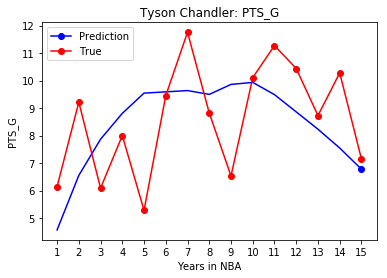 Tyson Chandler: PTS_G
12
11
10
9
8
7
6
5
PTS_G
Prediction
True
1 2 3 4 5 6 7 8 9 10 11 12 13 14 15
Years in NBA